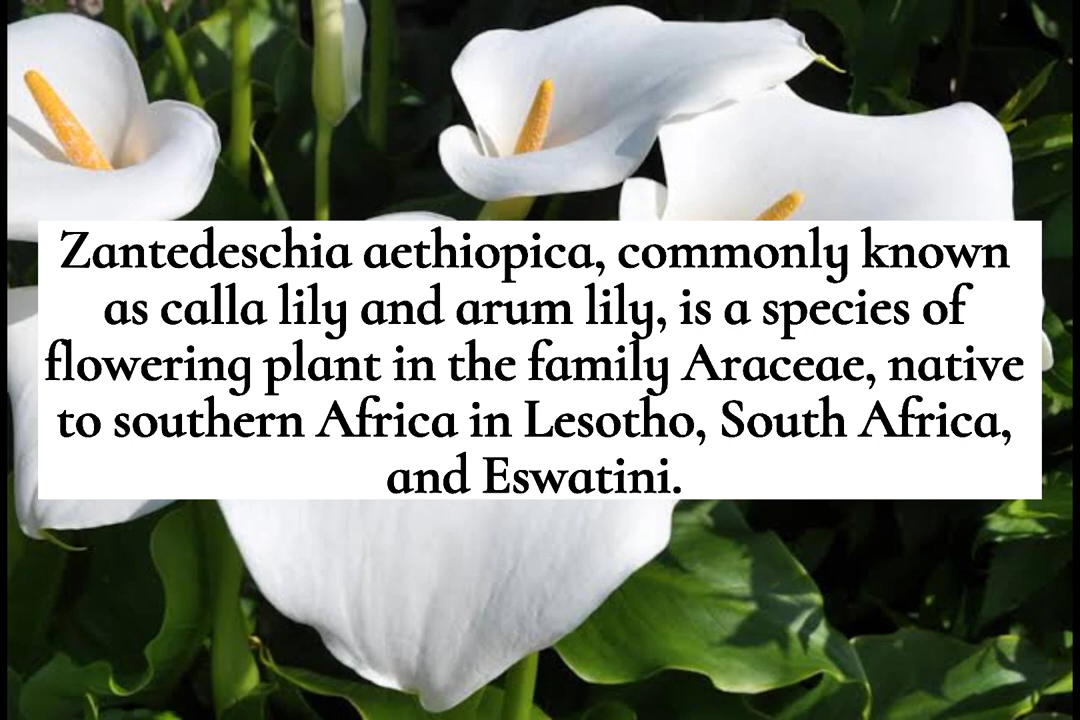 Zantedeschia aethiopica, commonly known
as calla lily and arum lily, is a species of
flowering plant in the family Araceae, native
to southern Africa in Lesotho, South Africa,
and Eswatini.